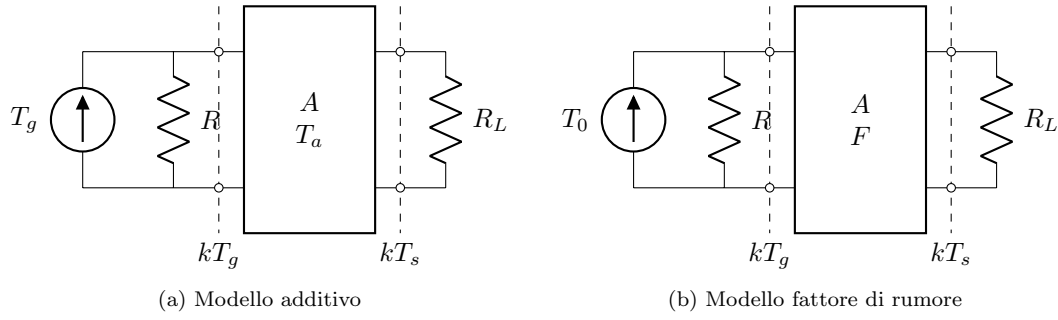 T_g R A T_a R_L
kT_g kT_s
(a) Modello additivo
T_0 R A F R_L
kT_g kT_s
(b) Modello fattore di rumore